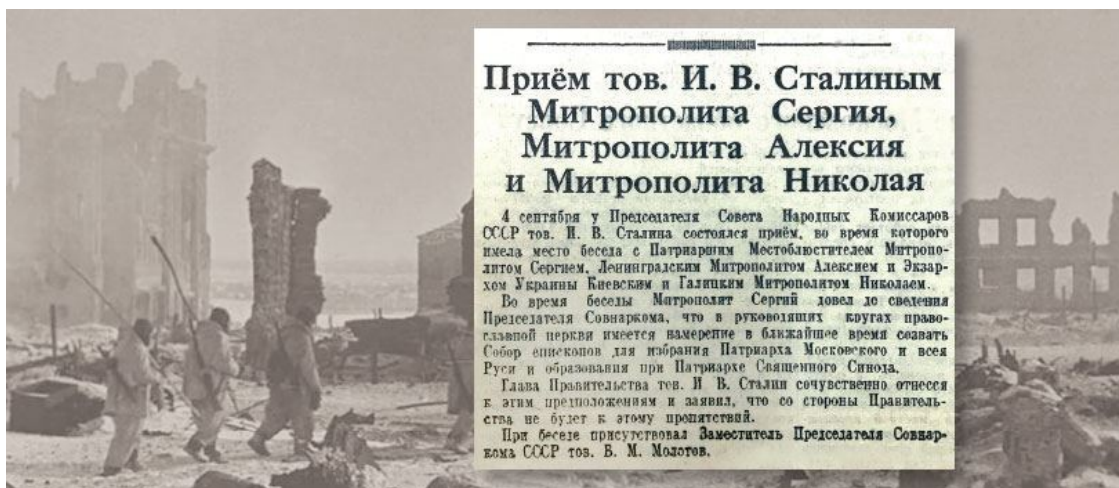 Приём тов. И. В. Сталиным
Митрополита Сергия,
Митрополита Алексия
и Митрополита Николая
4 сентября у Председателя Совета Народных Комиссаров
СССР тов. И. В. Сталина состоялся приём, во время которого
имела место беседа с Патриаршим Местоблюстителем Митропо-
литом Сергием, Ленинградским Митрополитом Алексием и Экзар-
хом Украины Киевским и Галицким Митрополитом Николаем.
Во время беседы Митрополит Сергий довел до сведения
Председателя Совнаркома, что в руководящих кругах право-
славной церкви имеется намерение в ближайшее время созвать
Собор епископов для избрания Патриарха Московского и всея
Руси и образования при Патриархе Священного Синода.
Глава Правительства тов. И. В. Сталин сочувственно отнесся
к этим предположениям и заявил, что со стороны Правитель-
ства не будет к этому препятствий.
При беседе присутствовал Заместитель Председателя Совнар-
кома СССР тов. В. М. Молотов.